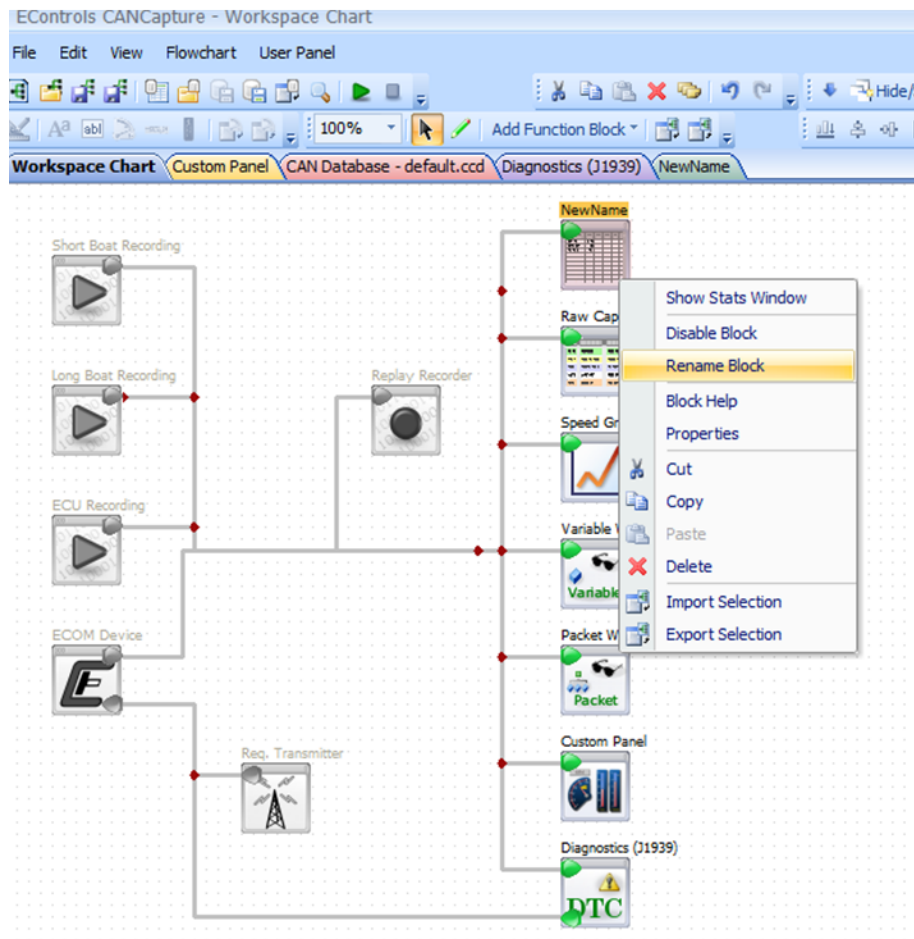 EControls CANCapture - Workspace Chart
File Edit View Flowchart User Panel
Hide/
Aa abl 100% Add Function Block
Workspace Chart Custom Panel CAN Database - default.ccd Diagnostics (J1939) NewName
NewName
Short Boat Recording
Show Stats Window
Raw Cap
Disable Block
Rename Block
Long Boat Recording
Replay Recorder
Block Help
Speed Gr
Properties
Cut
Copy
ECU Recording
Variable
Paste
Delete
Variable
Import Selection
ECOM Device
Packet W
Export Selection
Packet
Req. Transmitter
Custom Panel
Diagnostics (J1939)
DTC